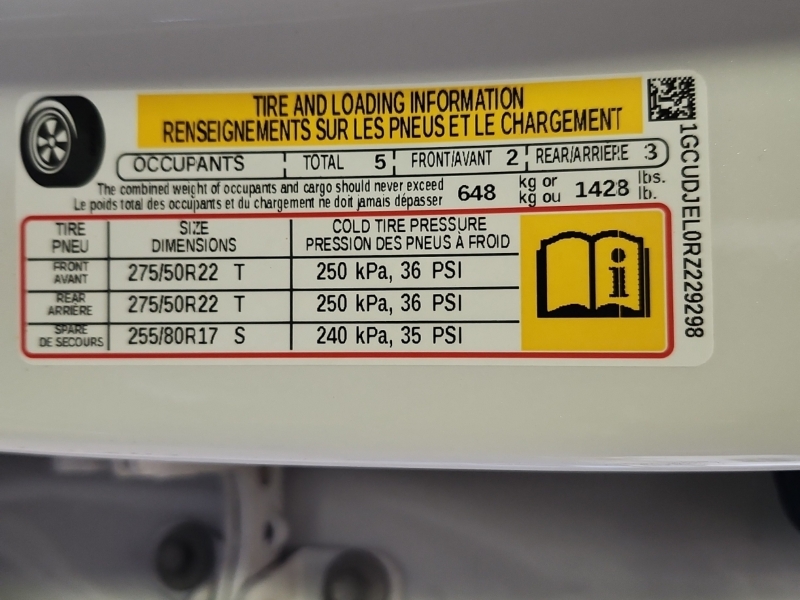 TIRE AND LOADING INFORMATION
RENSEIGNEMENTS SUR LES PNEUS ET LE CHARGEMENT
OCCUPANTS TOTAL 5 FRONT/AVANT 2 REAR/ARRIERE 3
The combined weight of occupants and cargo should never exceed 648 kg or 1428 lbs.
Le poids total des occupants et du chargement ne doit jamais dépasser kg ou lb.
TIRE PNEU SIZE DIMENSIONS COLD TIRE PRESSURE PRESSION DES PNEUS À FROID
FRONT AVANT 275/50R22 T 250 kPa, 36 PSI
REAR ARRIÈRE 275/50R22 T 250 kPa, 36 PSI
SPARE DE SECOURS 255/80R17 S 240 kPa, 35 PSI
i
1GCUDJEL0RZ229298